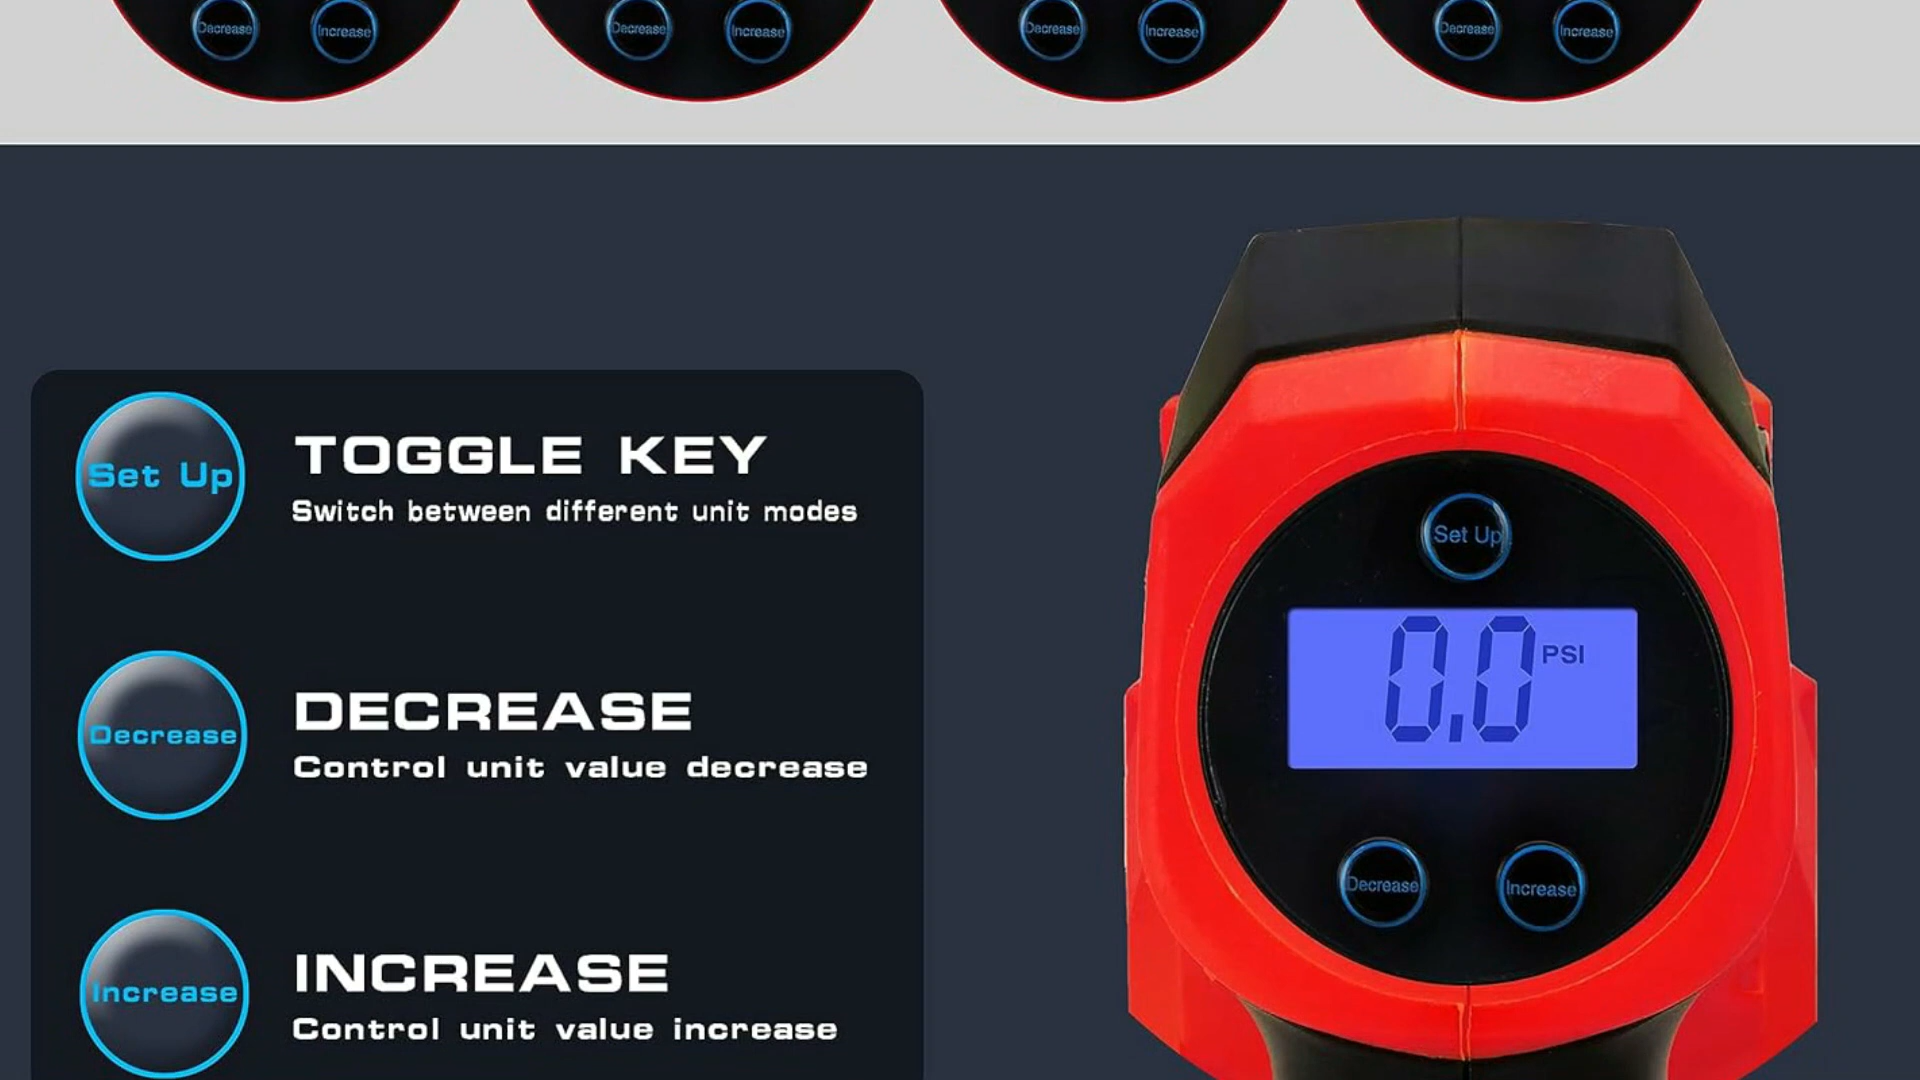 Decrease Increase Decrease Increase Decrease Increase Decrease Increase
Set Up
TOGGLE KEY
Switch between different unit modes
Decrease
DECREASE
Control unit value decrease
Increase
INCREASE
Control unit value increase
Set Up
0.0 PSI
Decrease Increase